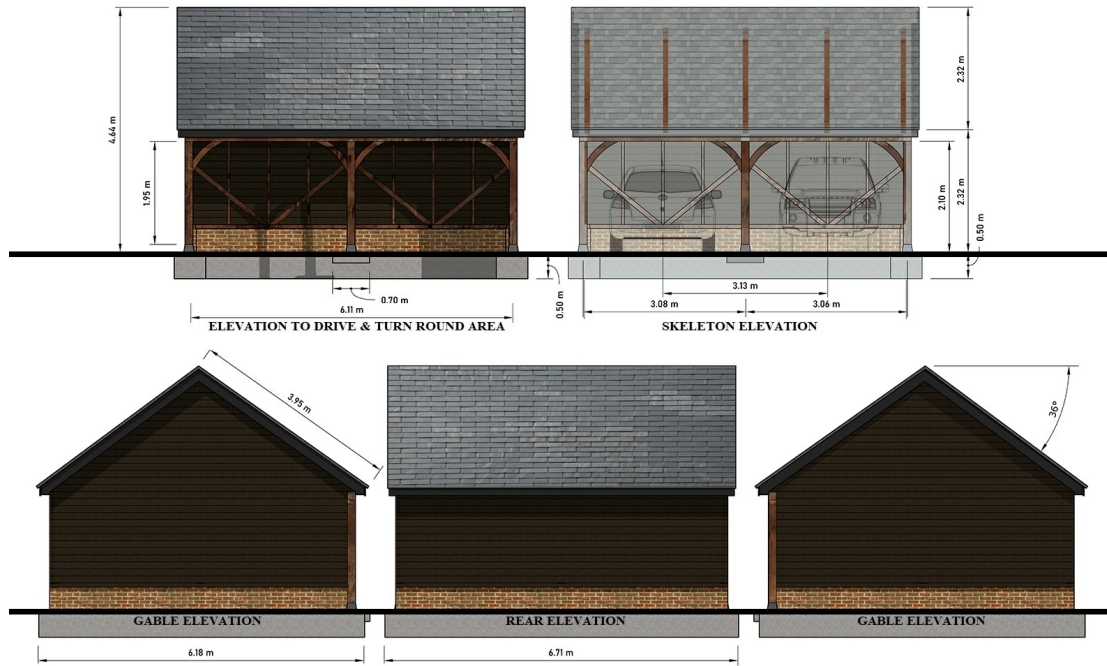 4.64 m
1.95 m
0.70 m
6.11 m
0.50 m
ELEVATION TO DRIVE & TURN ROUND AREA
2.32 m
2.10 m
2.32 m
0.50 m
3.13 m
3.08 m
3.06 m
SKELETON ELEVATION
3.95 m
36°
GABLE ELEVATION
REAR ELEVATION
GABLE ELEVATION
6.18 m
6.71 m